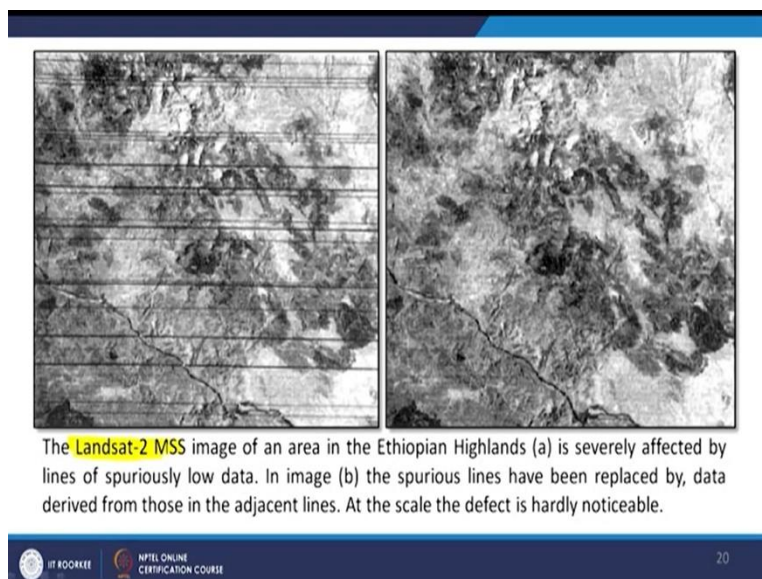 The Landsat-2 MSS image of an area in the Ethiopian Highlands (a) is severely affected by
lines of spuriously low data. In image (b) the spurious lines have been replaced by, data
derived from those in the adjacent lines. At the scale the defect is hardly noticeable.
IIT ROORKEE
NPTEL ONLINE
CERTIFICATION COURSE
20